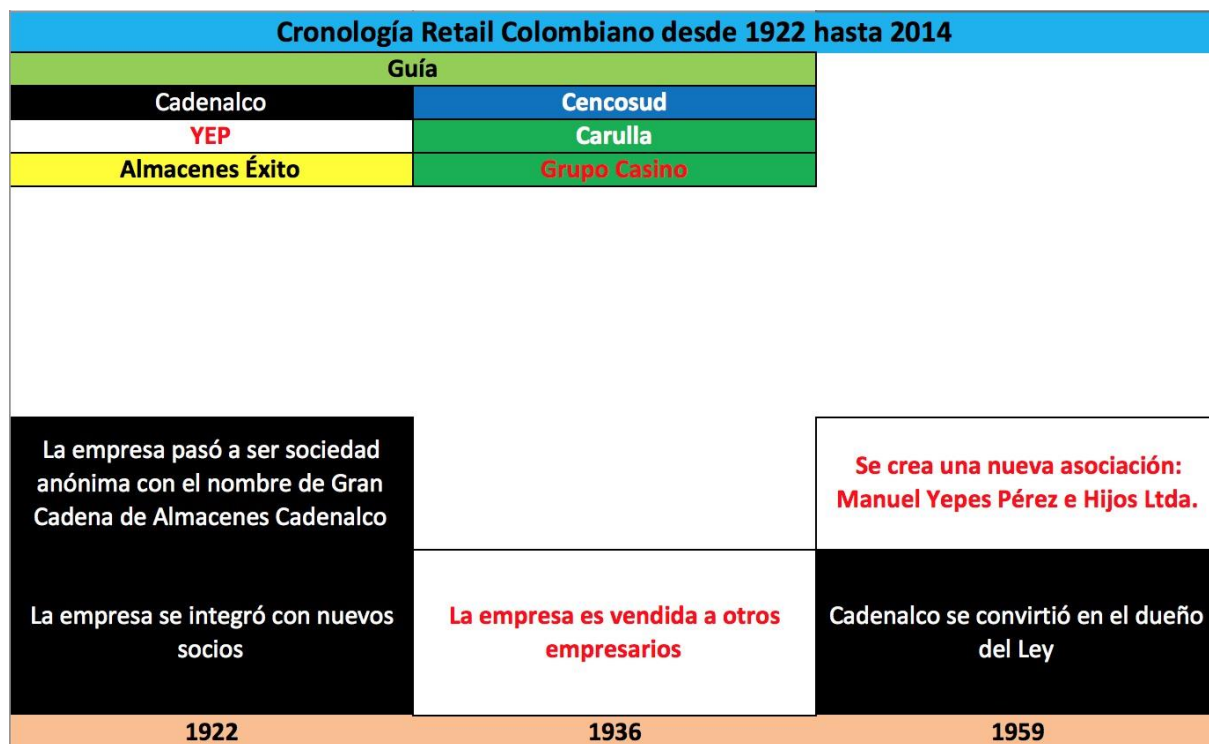 Cronología Retail Colombiano desde 1922 hasta 2014
Guía
Cadenalco
Cencosud
YEP
Carulla
Almacenes Éxito
Grupo Casino
La empresa pasó a ser sociedad
anónima con el nombre de Gran
Cadena de Almacenes Cadenalco
Se crea una nueva asociación:
Manuel Yepes Pérez e Hijos Ltda.
La empresa se integró con nuevos
socios
La empresa es vendida a otros
empresarios
Cadenalco se convirtió en el dueño
del Ley
1922
1936
1959